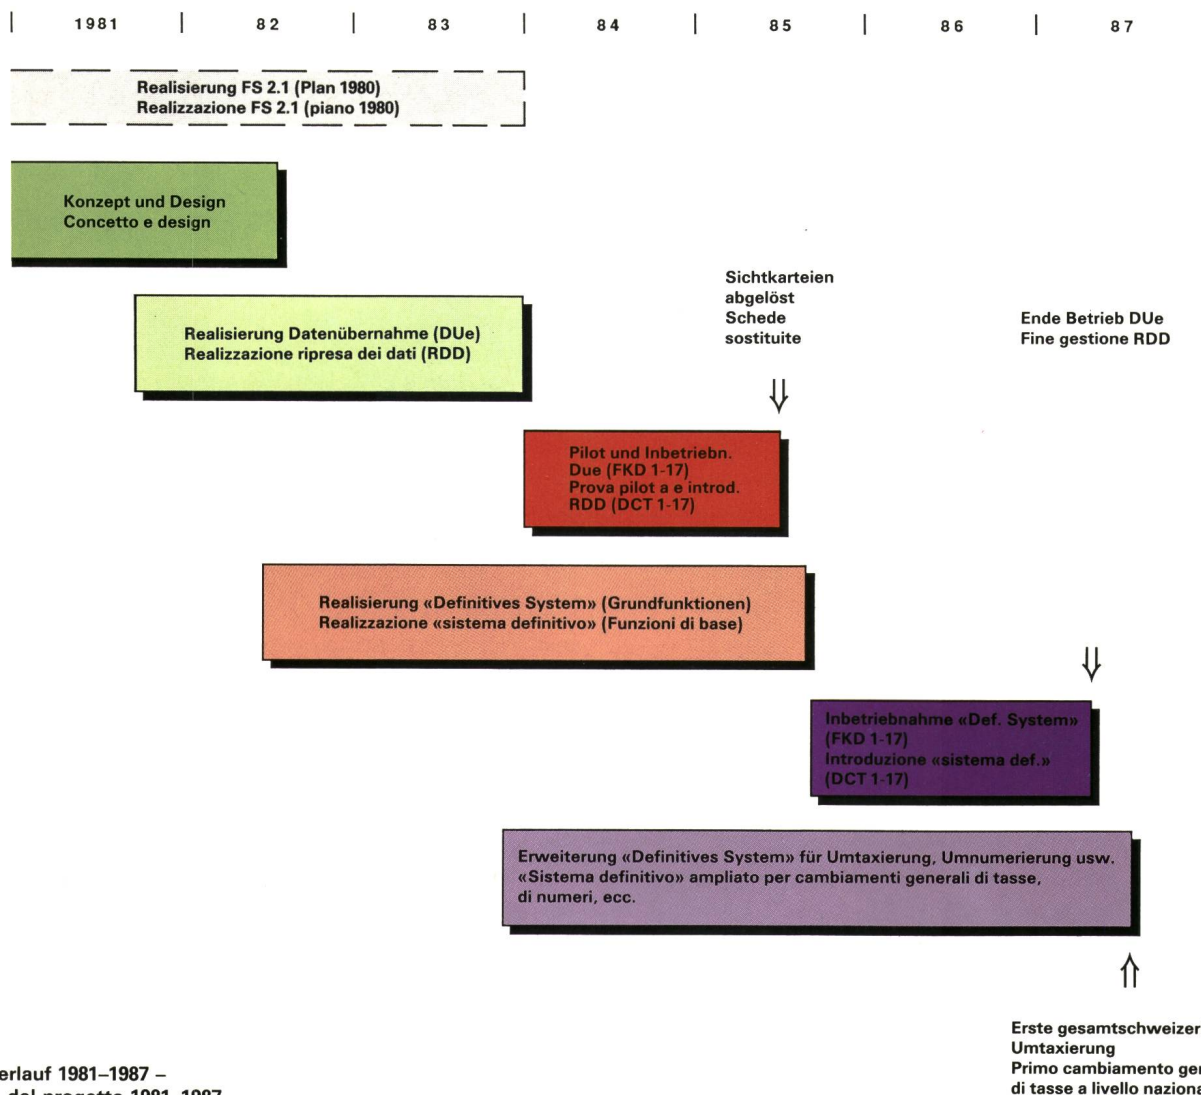 1981 82 83 84 85 86 87
Realisierung FS 2.1 (Plan 1980)
Realizzazione FS 2.1 (piano 1980)
Konzept und Design
Concetto e design
Realisierung Datenübernahme (DUe)
Realizzazione ripresa dei dati (RDD)
Sichtkarteien
abgelöst
Schede
sostituite
Ende Betrieb DUe
Fine gestione RDD
Pilot und Inbetriebn.
Due (FKD 1-17)
Prova pilot a e introd.
RDD (DCT 1-17)
Realisierung «Definitives System» (Grundfunktionen)
Realizzazione «sistema definitivo» (Funzioni di base)
Inbetriebnahme «Def. System»
(FKD 1-17)
Introduzione «sistema def.»
(DCT 1-17)
Erweiterung «Definitives System» für Umtaxierung, Umnumerierung usw.
«Sistema definitivo» ampliato per cambiamenti generali di tasse,
di numeri, ecc.
Erste gesamtschweizer
Umtaxierung
Primo cambiamento ge
di tasse a livello naziona
erlauf 1981–1987 –
del progetto 1981–1987